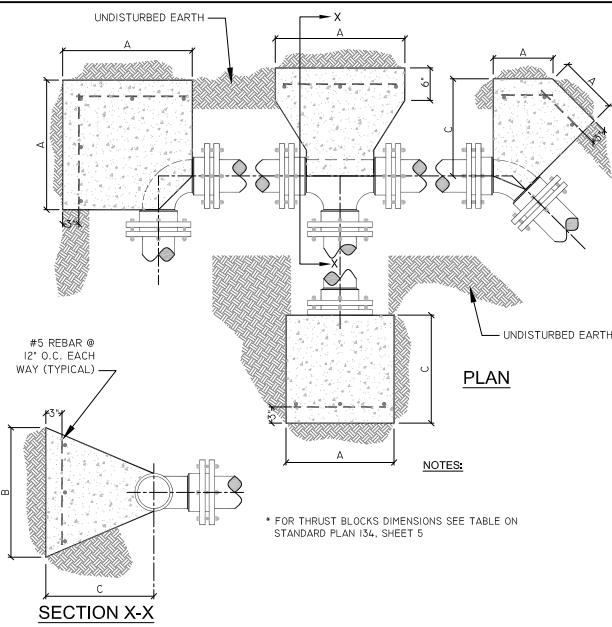 UNDISTURBED EARTH
X
A
A
A
A
A
6"
C
5"
3"
X
UNDISTURBED EARTH
#5 REBAR @
12" O.C. EACH
WAY (TYPICAL)
C
PLAN
3"
3"
A
NOTES:
B
* FOR THRUST BLOCKS DIMENSIONS SEE TABLE ON
STANDARD PLAN 134, SHEET 5
C
SECTION X-X